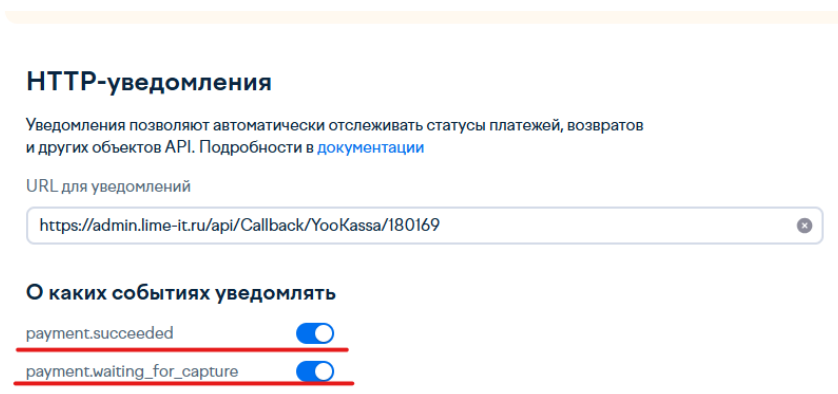 HTTP-уведомления
Уведомления позволяют автоматически отслеживать статусы платежей, возвратов
и других объектов API. Подробности в документации
URL для уведомлений
https://admin.lime-it.ru/api/Callback/YooKassa/180169
О каких событиях уведомлять
payment.succeeded
payment.waiting_for_capture